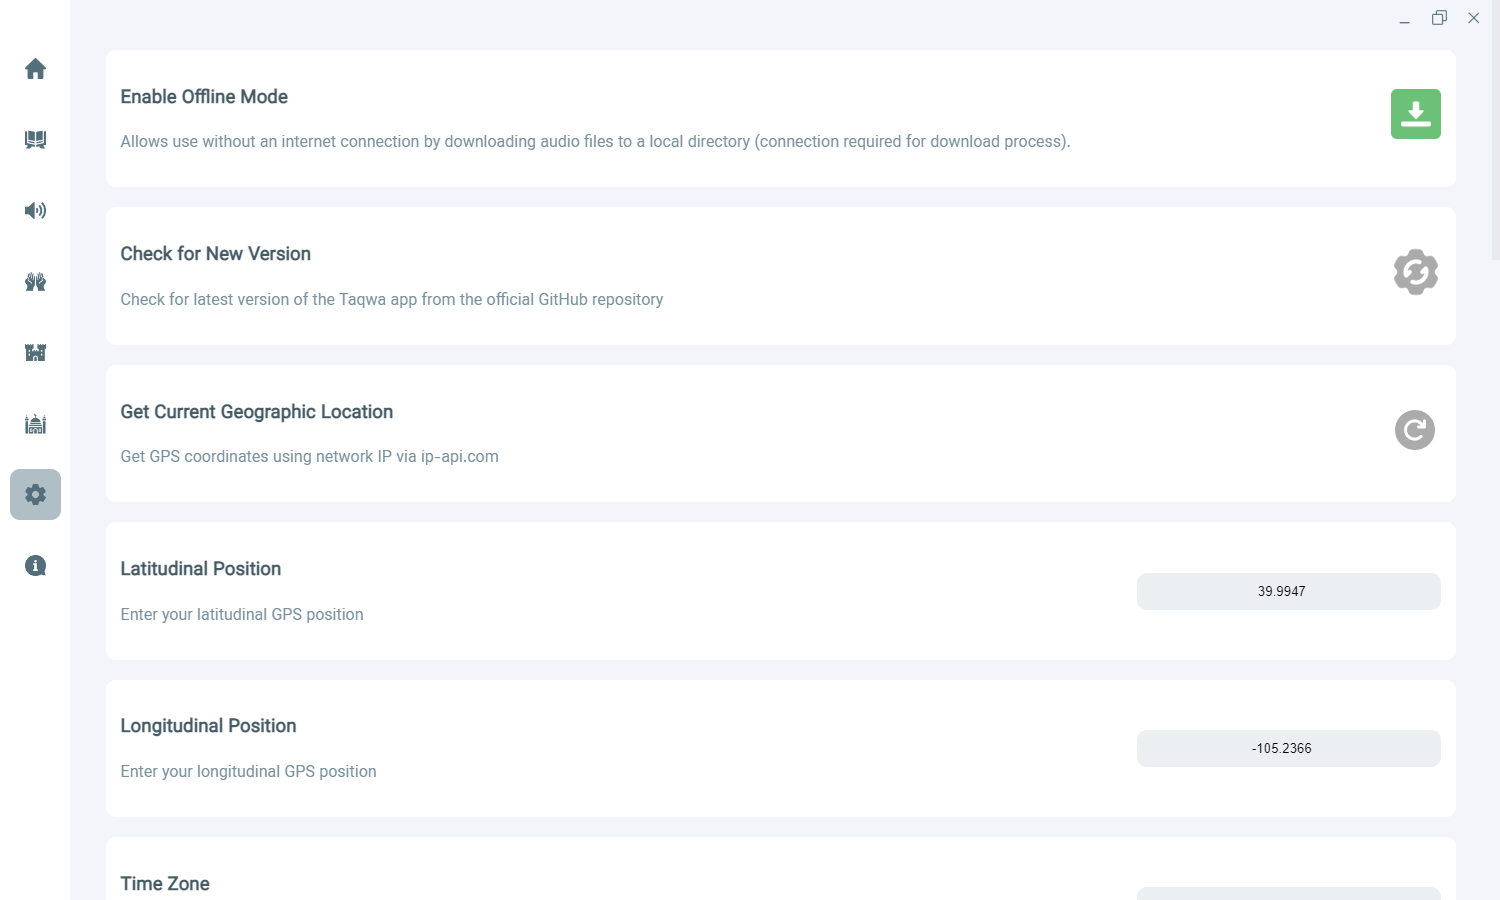 Enable Offline Mode
Allows use without an internet connection by downloading audio files to a local directory (connection required for download process).
Check for New Version
Check for latest version of the Taqwa app from the official GitHub repository
Get Current Geographic Location
Get GPS coordinates using network IP via ip-api.com
Latitudinal Position
39.9947
Enter your latitudinal GPS position
Longitudinal Position
-105.2366
Enter your longitudinal GPS position
Time Zone